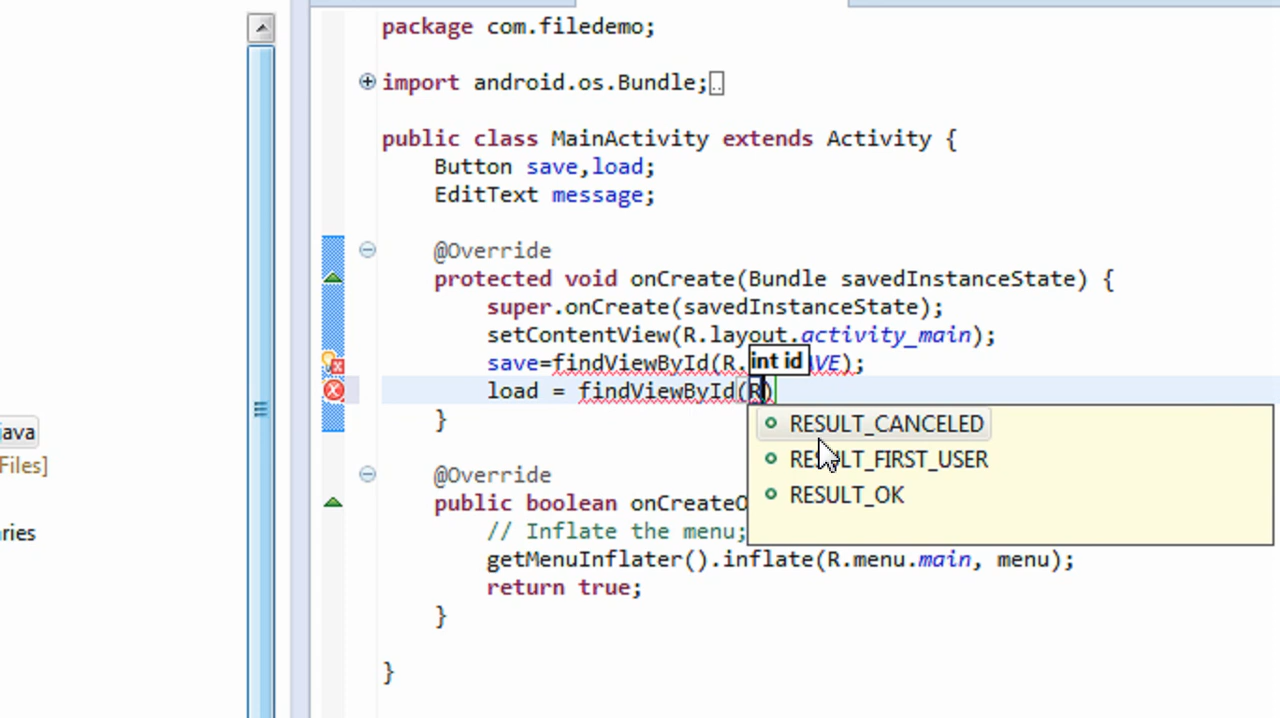 package com.filedemo;
import android.os.Bundle;
public class MainActivity extends Activity {
Button save,load;
EditText message;
@Override
protected void onCreate(Bundle savedInstanceState) {
super.onCreate(savedInstanceState);
setContentView(R.layout.activity_main);
int id
save=findViewById(R. VE);
load = findViewById(R)
}
java
RESULT_CANCELED
RESULT_FIRST_USER
Files]
@Override
RESULT_OK
public boolean onCreateO
// Inflate the menu;
ries
getMenuInflater().inflate(R.menu.main, menu);
return true;
}
}